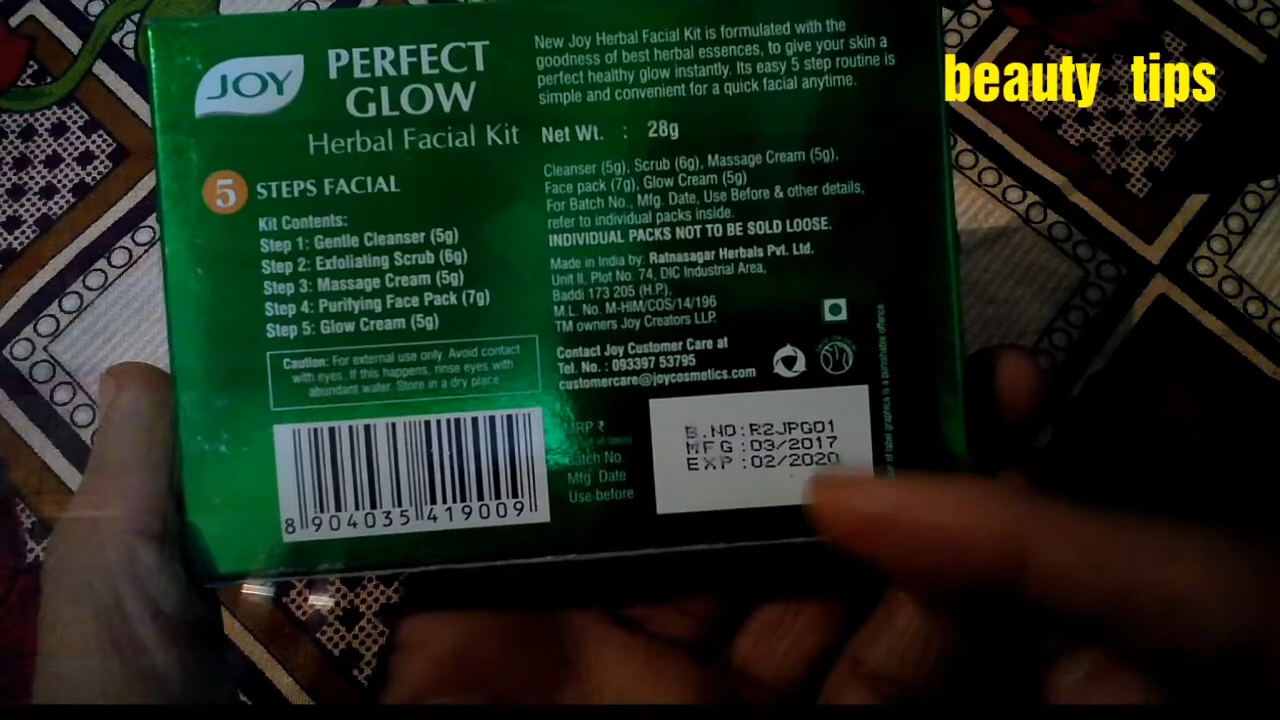 beauty tips
JOY
PERFECT
GLOW
Herbal Facial Kit
5 STEPS FACIAL
Kit Contents:
Step 1: Gentle Cleanser (5g)
Step 2: Exfoliating Scrub (6g)
Step 3: Massage Cream (5g)
Step 4: Purifying Face Pack (7g)
Step 5: Glow Cream (5g)
Caution: For external use only. Avoid contact
with eyes. If this happens, rinse eyes with
abundant water. Store in a dry place
8 904035 419009
New Joy Herbal Facial Kit is formulated with the
goodness of best herbal essences, to give your skin a
perfect healthy glow instantly. Its easy 5 step routine is
simple and convenient for a quick facial anytime.
Net Wt. : 28g
Cleanser (5g), Scrub (6g), Massage Cream (5g),
Face pack (7g), Glow Cream (5g)
For Batch No., Mfg. Date, Use Before & other details,
refer to individual packs inside.
INDIVIDUAL PACKS NOT TO BE SOLD LOOSE.
Made in India by: Ratnasagar Herbals Pvt. Ltd.
Unit II, Plot No. 74, DIC Industrial Area,
Baddi 173 205 (H.P.).
M.L. No. M-HIM/COS/14/196
TM owners Joy Creators LLP.
Contact Joy Customer Care at
Tel. No. : 093397 53795
customercare@joycosmetics.com
MRP ₹
Batch No.
Mfg. Date
Use before
B.NO:R2JPG01
MFG:03/2017
EXP:02/2020
of label graphics is a punishable offence